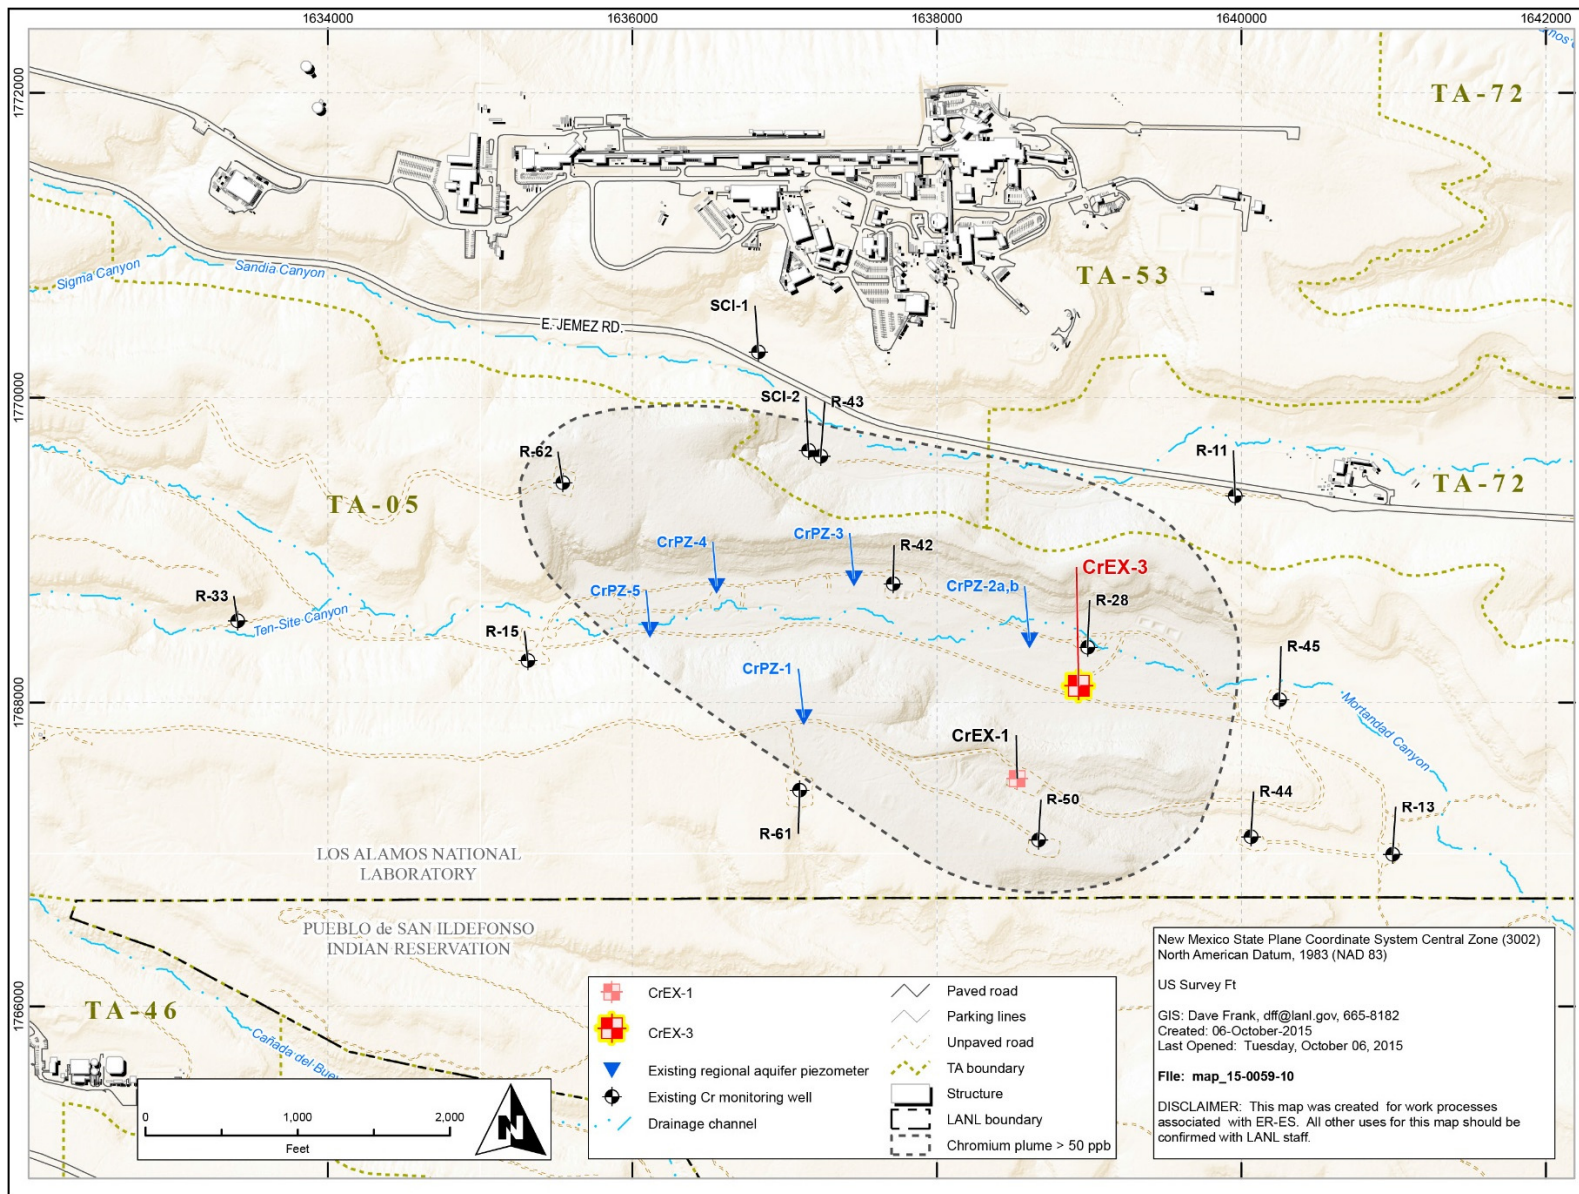 1634000
1636000
1638000
1640000
1642000
1772000
1770000
1768000
1766000
TA-72
Sigma Canyon
Sandia Canyon
TA-53
SCI-1
E. JEMEZ RD.
SCI-2
R-43
R-62
R-11
TA-05
TA-72
CrPZ-4
CrPZ-3
R-42
CrEX-3
CrPZ-5
CrPZ-2a,b
R-28
R-33
Ten-Site Canyon
R-15
R-45
CrPZ-1
Mortandad Canyon
CrEX-1
R-50
R-44
R-13
R-61
LOS ALAMOS NATIONAL
LABORATORY
PUEBLO de SAN ILDEFONSO
INDIAN RESERVATION
TA-46
Cañada del
0
1,000
2,000
Feet
N
CrEX-1
CrEX-3
Existing regional aquifer piezometer
Existing Cr monitoring well
Drainage channel
Paved road
Parking lines
Unpaved road
TA boundary
Structure
LANL boundary
Chromium plume > 50 ppb
New Mexico State Plane Coordinate System Central Zone (3002)
North American Datum, 1983 (NAD 83)
US Survey Ft
GIS: Dave Frank, dff@lanl.gov, 665-8182
Created: 06-October-2015
Last Opened: Tuesday, October 06, 2015
File: map_15-0059-10
DISCLAIMER: This map was created for work processes
associated with ER-ES. All other uses for this map should be
confirmed with LANL staff.